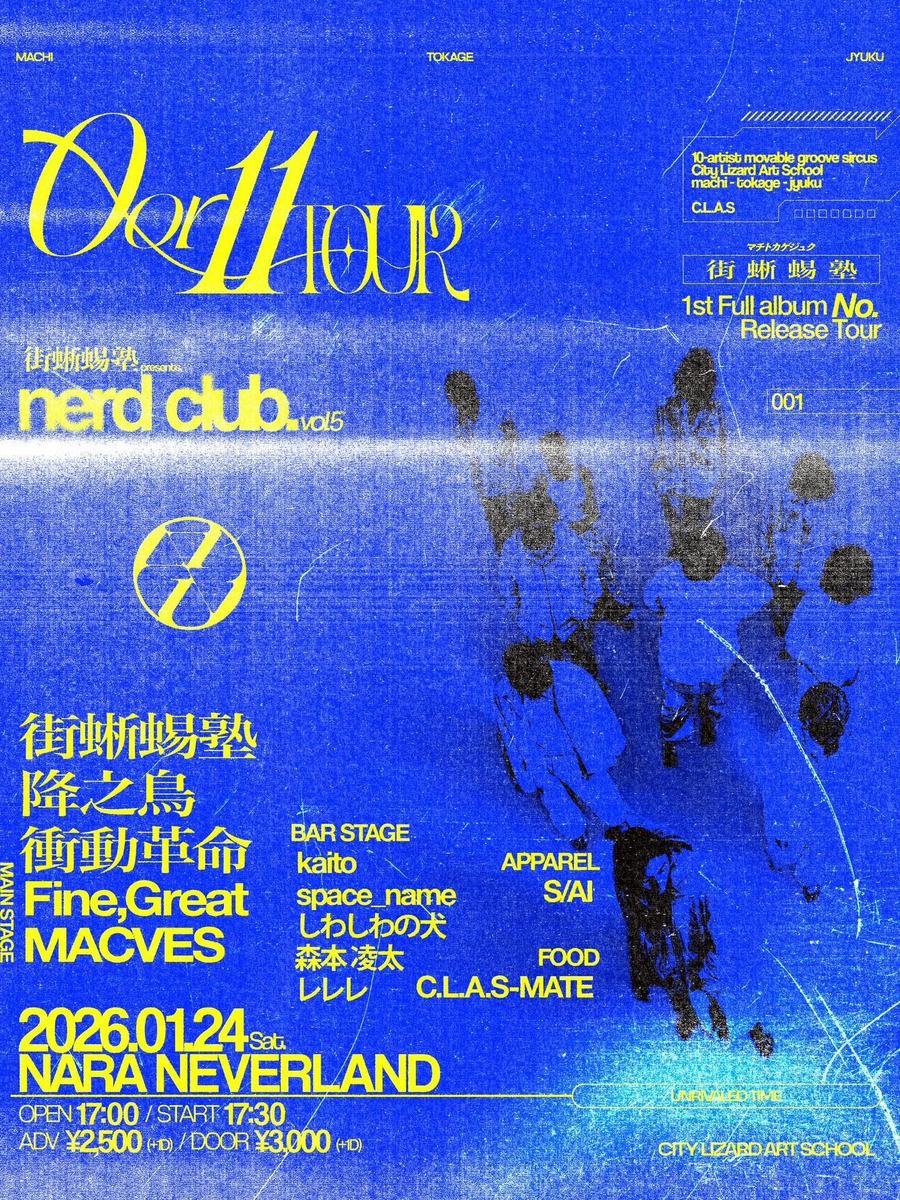 MACHI
TOKAGE
JYUKU
0or11 TOUR
10-artist movable groove sircus
City Lizard Art School
machi - tokage - jyuku
C.L.A.S
マチトカゲジュク
街蜥蜴塾
1st Full album No.
Release Tour
001
街蜥蜴塾 presents.
nerd club. vol.5
MAIN STAGE
街蜥蜴塾
降之鳥
衝動革命
Fine,Great
MACVES
BAR STAGE
kaito
space_name
しわしわの犬
森本 凌太
レレレ
APPAREL
S/AI
FOOD
C.L.A.S-MATE
2026.01.24 Sat.
NARA NEVERLAND
OPEN 17:00 / START 17:30
ADV ¥2,500 (+1D) / DOOR ¥3,000 (+1D)
UNRIVALED TIME
CITY LIZARD ART SCHOOL